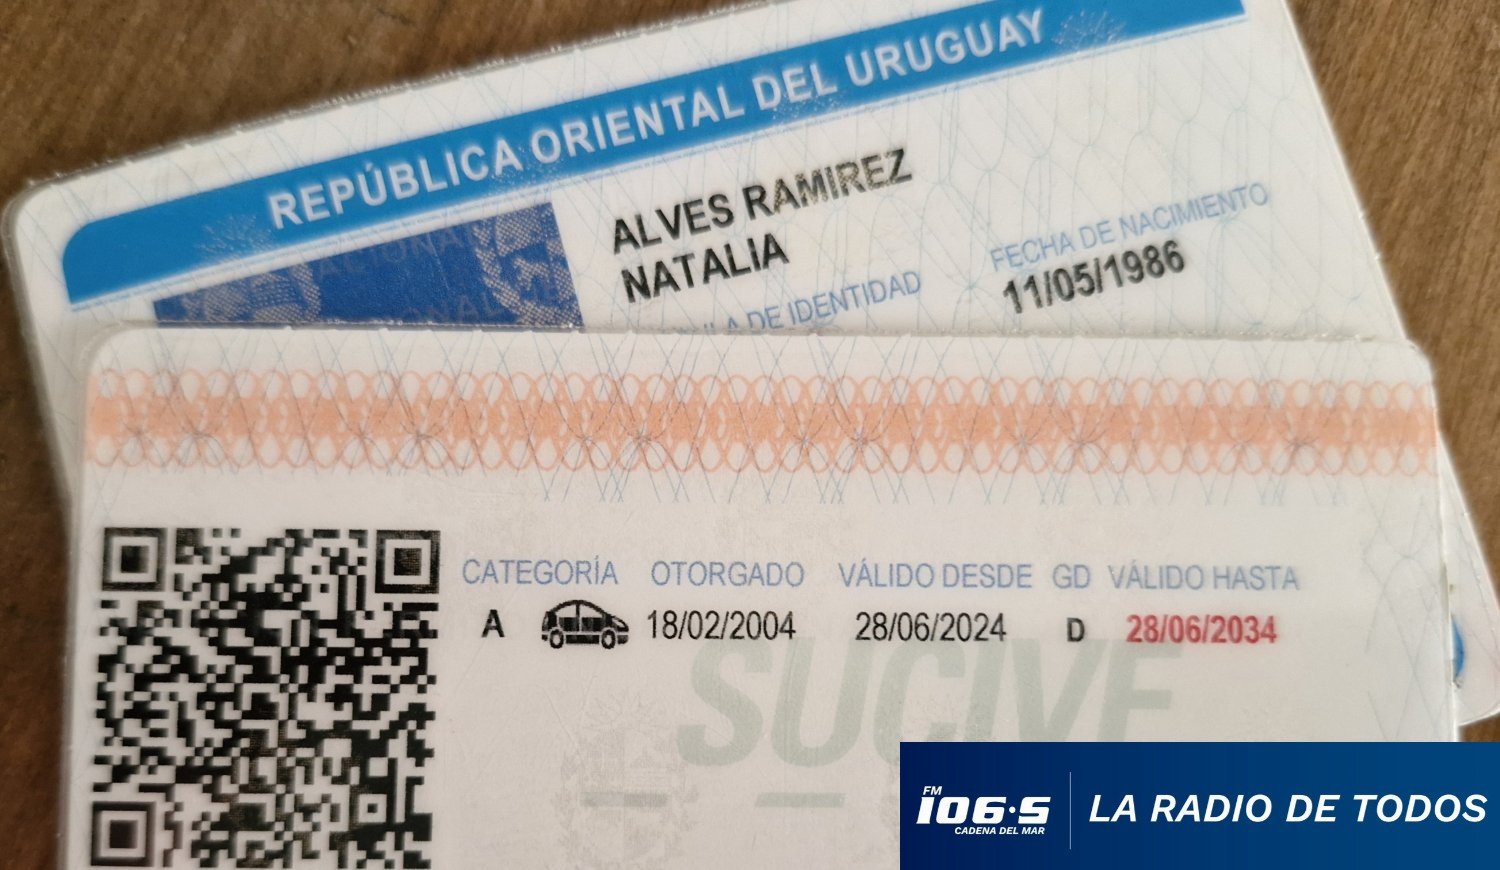 REPÚBLICA ORIENTAL DEL URUGUAY
ALVES RAMIREZ
NATALIA
DE IDENTIDAD
FECHA DE NACIMIENTO
11/05/1986
CATEGORÍA OTORGADO VÁLIDO DESDE GD VÁLIDO HASTA
A 18/02/2004 28/06/2024 D 28/06/2034
SUCIVE
FM
106.5
CADENA DEL MAR
LA RADIO DE TODOS